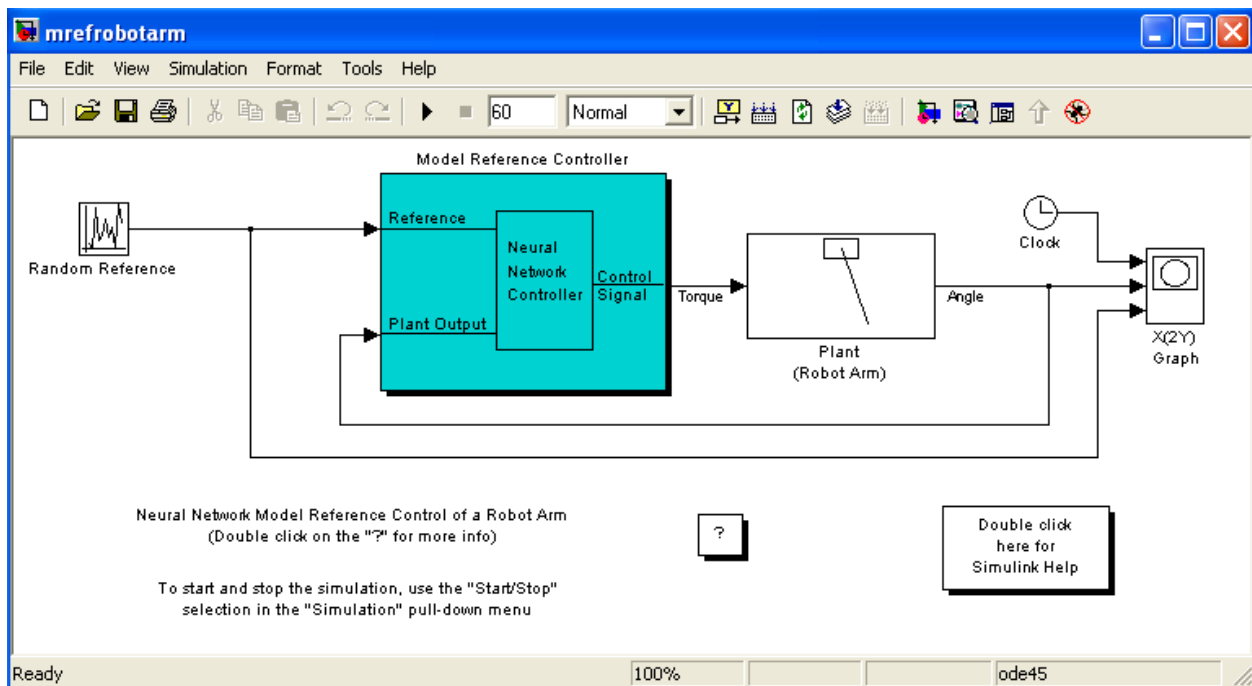 mrefrobotarm
File Edit View Simulation Format Tools Help
60 Normal
Model Reference Controller
Random Reference
Reference
Plant Output
Neural
Network
Controller
Control
Signal
Torque
Plant
(Robot Arm)
Angle
Clock
X(2Y)
Graph
Neural Network Model Reference Control of a Robot Arm
(Double click on the "?" for more info)
?
Double click
here for
Simulink Help
To start and stop the simulation, use the "Start/Stop"
selection in the "Simulation" pull-down menu
Ready 100% ode45